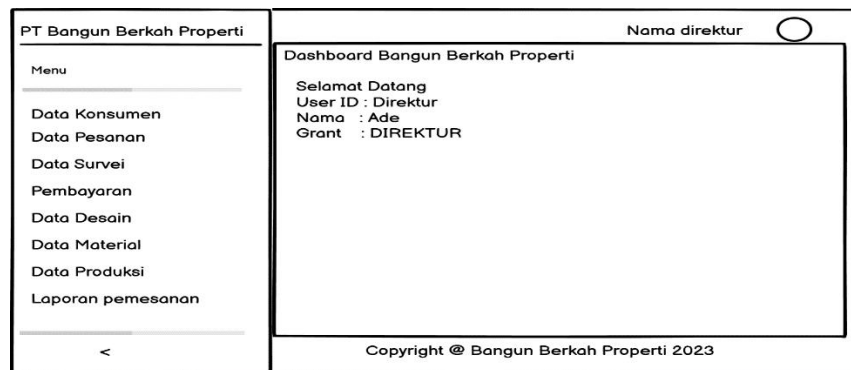 PT Bangun Berkah Properti
Nama direktur
Menu
Data Konsumen
Data Pesanan
Data Survei
Pembayaran
Data Desain
Data Material
Data Produksi
Laporan pemesanan
<
Dashboard Bangun Berkah Properti
Selamat Datang
User ID : Direktur
Nama : Ade
Grant : DIREKTUR
Copyright @ Bangun Berkah Properti 2023